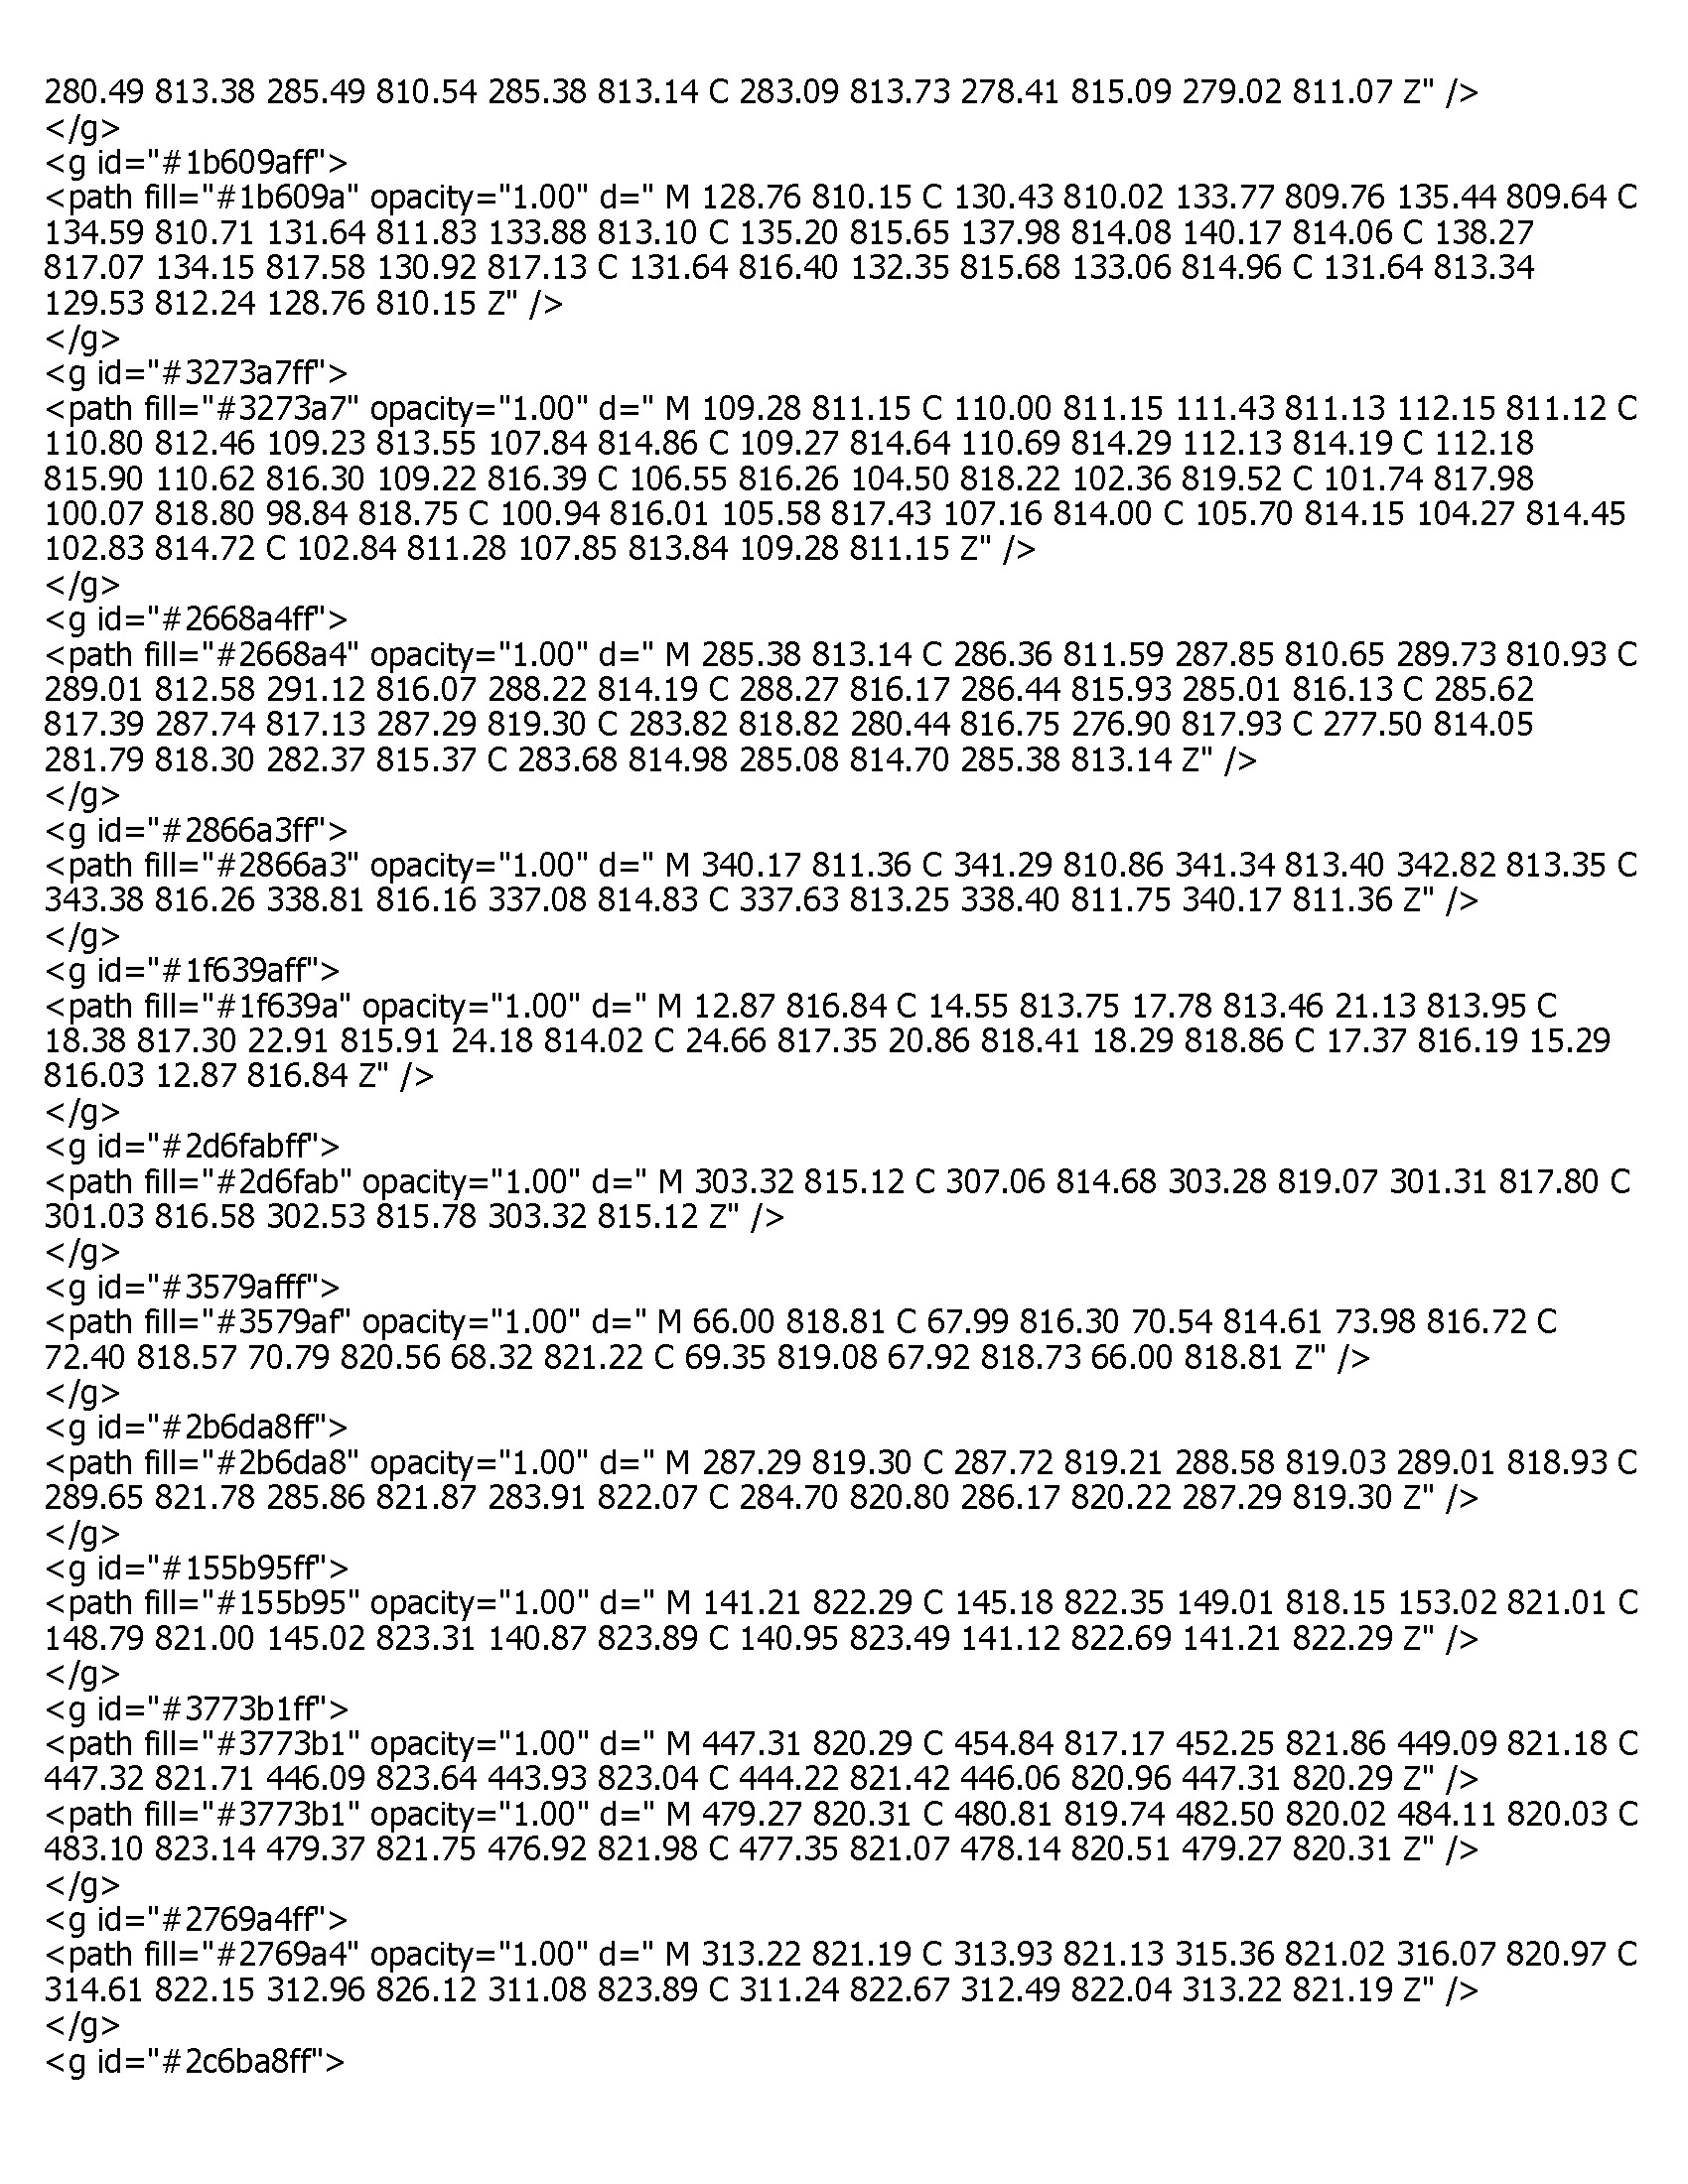 280.49 813.38 285.49 810.54 285.38 813.14 C 283.09 813.73 278.41 815.09 279.02 811.07 Z" />
</g>
<g id="#1b609aff">
<path fill="#1b609a" opacity="1.00" d=" M 128.76 810.15 C 130.43 810.02 133.77 809.76 135.44 809.64 C
134.59 810.71 131.64 811.83 133.88 813.10 C 135.20 815.65 137.98 814.08 140.17 814.06 C 138.27
817.07 134.15 817.58 130.92 817.13 C 131.64 816.40 132.35 815.68 133.06 814.96 C 131.64 813.34
129.53 812.24 128.76 810.15 Z" />
</g>
<g id="#3273a7ff">
<path fill="#3273a7" opacity="1.00" d=" M 109.28 811.15 C 110.00 811.15 111.43 811.13 112.15 811.12 C
110.80 812.46 109.23 813.55 107.84 814.86 C 109.27 814.64 110.69 814.29 112.13 814.19 C 112.18
815.90 110.62 816.30 109.22 816.39 C 106.55 816.26 104.50 818.22 102.36 819.52 C 101.74 817.98
100.07 818.80 98.84 818.75 C 100.94 816.01 105.58 817.43 107.16 814.00 C 105.70 814.15 104.27 814.45
102.83 814.72 C 102.84 811.28 107.85 813.84 109.28 811.15 Z" />
</g>
<g id="#2668a4ff">
<path fill="#2668a4" opacity="1.00" d=" M 285.38 813.14 C 286.36 811.59 287.85 810.65 289.73 810.93 C
289.01 812.58 291.12 816.07 288.22 814.19 C 288.27 816.17 286.44 815.93 285.01 816.13 C 285.62
817.39 287.74 817.13 287.29 819.30 C 283.82 818.82 280.44 816.75 276.90 817.93 C 277.50 814.05
281.79 818.30 282.37 815.37 C 283.68 814.98 285.08 814.70 285.38 813.14 Z" />
</g>
<g id="#2866a3ff">
<path fill="#2866a3" opacity="1.00" d=" M 340.17 811.36 C 341.29 810.86 341.34 813.40 342.82 813.35 C
343.38 816.26 338.81 816.16 337.08 814.83 C 337.63 813.25 338.40 811.75 340.17 811.36 Z" />
</g>
<g id="#1f639aff">
<path fill="#1f639a" opacity="1.00" d=" M 12.87 816.84 C 14.55 813.75 17.78 813.46 21.13 813.95 C
18.38 817.30 22.91 815.91 24.18 814.02 C 24.66 817.35 20.86 818.41 18.29 818.86 C 17.37 816.19 15.29
816.03 12.87 816.84 Z" />
</g>
<g id="#2d6fabff">
<path fill="#2d6fab" opacity="1.00" d=" M 303.32 815.12 C 307.06 814.68 303.28 819.07 301.31 817.80 C
301.03 816.58 302.53 815.78 303.32 815.12 Z" />
</g>
<g id="#3579afff">
<path fill="#3579af" opacity="1.00" d=" M 66.00 818.81 C 67.99 816.30 70.54 814.61 73.98 816.72 C
72.40 818.57 70.79 820.56 68.32 821.22 C 69.35 819.08 67.92 818.73 66.00 818.81 Z" />
</g>
<g id="#2b6da8ff">
<path fill="#2b6da8" opacity="1.00" d=" M 287.29 819.30 C 287.72 819.21 288.58 819.03 289.01 818.93 C
289.65 821.78 285.86 821.87 283.91 822.07 C 284.70 820.80 286.17 820.22 287.29 819.30 Z" />
</g>
<g id="#155b95ff">
<path fill="#155b95" opacity="1.00" d=" M 141.21 822.29 C 145.18 822.35 149.01 818.15 153.02 821.01 C
148.79 821.00 145.02 823.31 140.87 823.89 C 140.95 823.49 141.12 822.69 141.21 822.29 Z" />
</g>
<g id="#3773b1ff">
<path fill="#3773b1" opacity="1.00" d=" M 447.31 820.29 C 454.84 817.17 452.25 821.86 449.09 821.18 C
447.32 821.71 446.09 823.64 443.93 823.04 C 444.22 821.42 446.06 820.96 447.31 820.29 Z" />
<path fill="#3773b1" opacity="1.00" d=" M 479.27 820.31 C 480.81 819.74 482.50 820.02 484.11 820.03 C
483.10 823.14 479.37 821.75 476.92 821.98 C 477.35 821.07 478.14 820.51 479.27 820.31 Z" />
</g>
<g id="#2769a4ff">
<path fill="#2769a4" opacity="1.00" d=" M 313.22 821.19 C 313.93 821.13 315.36 821.02 316.07 820.97 C
314.61 822.15 312.96 826.12 311.08 823.89 C 311.24 822.67 312.49 822.04 313.22 821.19 Z" />
</g>
<g id="#2c6ba8ff">